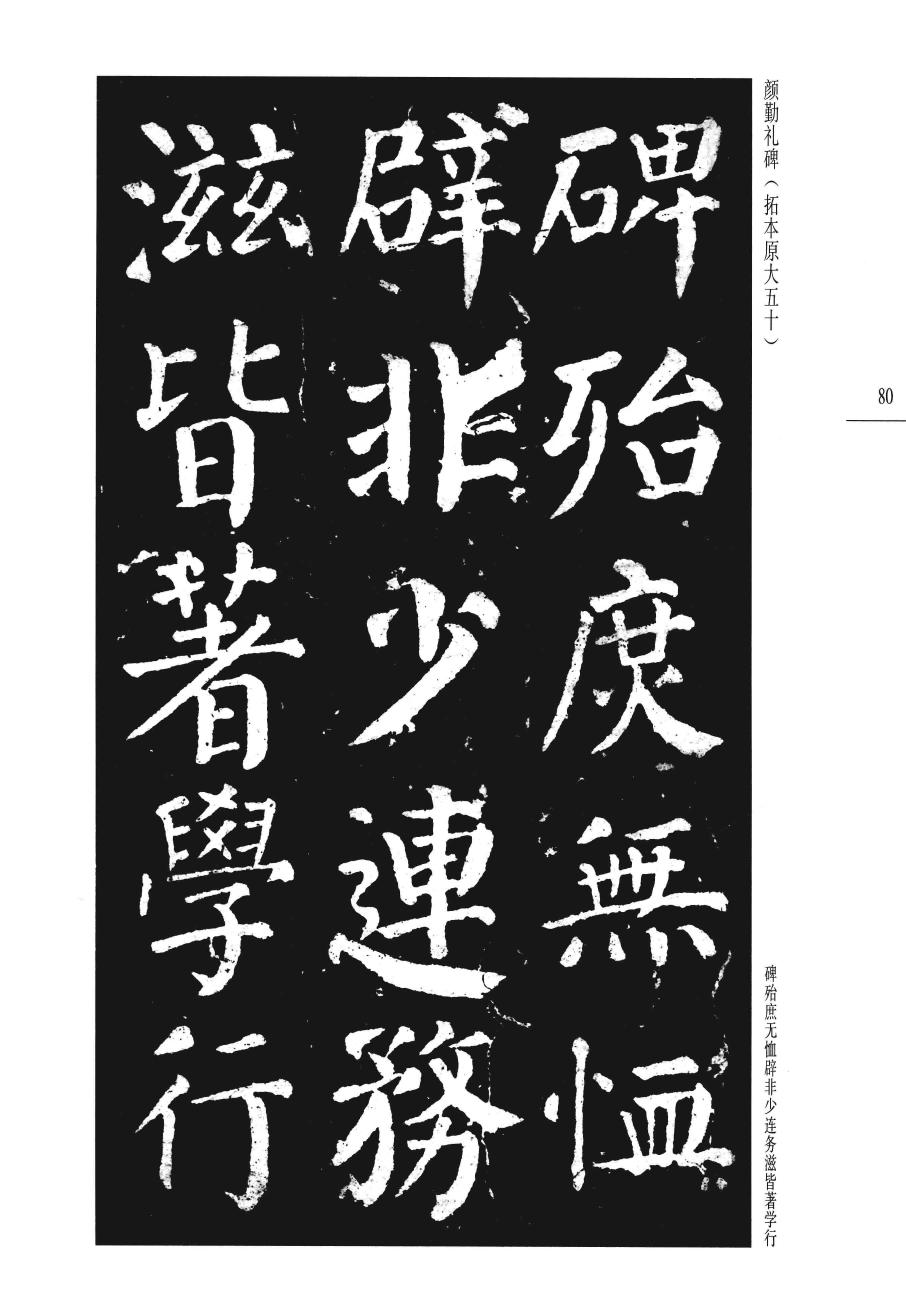 颜勤礼碑（拓本原大五十）
80
碑殆庶無恤
辟非少連務
滋皆著學行
碑殆庶无恤辟非少连务滋皆著学行